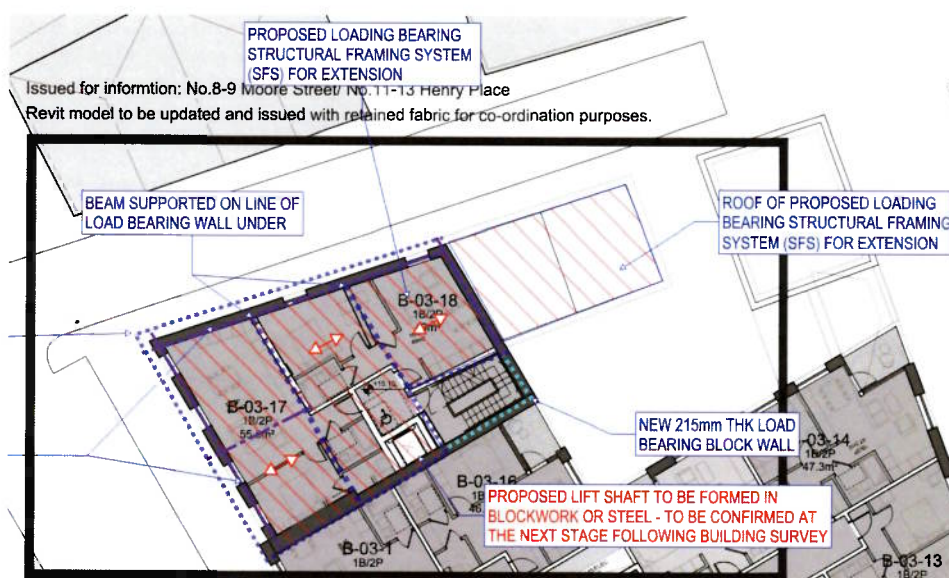 PROPOSED LOADING BEARING
STRUCTURAL FRAMING SYSTEM
(SFS) FOR EXTENSION
Issued for informtion: No.8-9 Moore Street/ No.11-13 Henry Place
Revit model to be updated and issued with retained fabric for co-ordination purposes.
BEAM SUPPORTED ON LINE OF
LOAD BEARING WALL UNDER
ROOF OF PROPOSED LOADING
BEARING STRUCTURAL FRAMING
SYSTEM (SFS) FOR EXTENSION
B-03-18
1B/2P
B-03-17
1B/2P
NEW 215mm THK LOAD
BEARING BLOCK WALL
-03-14
1B/2P
47.3m²
B-03-16
PROPOSED LIFT SHAFT TO BE FORMED IN
BLOCKWORK OR STEEL - TO BE CONFIRMED AT
THE NEXT STAGE FOLLOWING BUILDING SURVEY
B-03-1
1B/2P
B-03-13
1B/2P